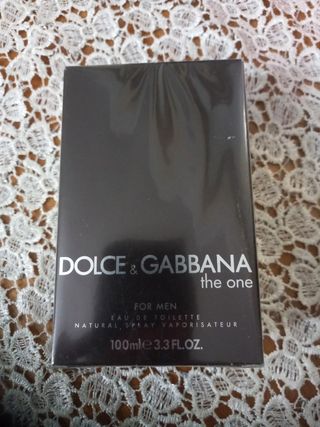 DOLCE & GABBANA
the one
FOR MEN
EAU DE TOILETTE
NATURAL SPRAY VAPORISATEUR
100ml e 3.3 FL.OZ.